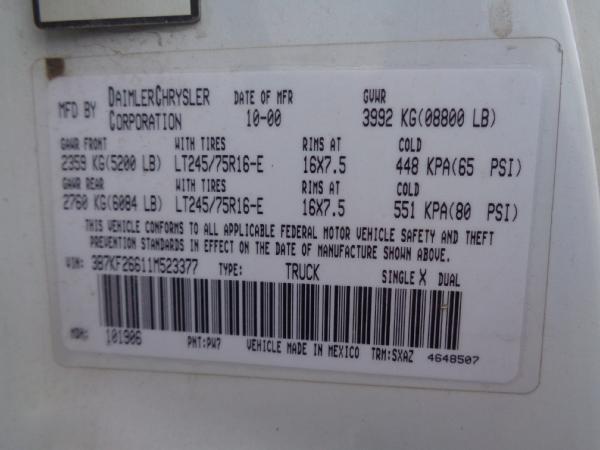 MFD BY DAIMLERCHRYSLER CORPORATION DATE OF MFR 10-00 GVWR 3992 KG(08800 LB)
GAWR FRONT WITH TIRES RIMS AT COLD
2359 KG(5200 LB) LT245/75R16-E 16X7.5 448 KPA(65 PSI)
GAWR REAR WITH TIRES RIMS AT COLD
2760 KG(6084 LB) LT245/75R16-E 16X7.5 551 KPA(80 PSI)
THIS VEHICLE CONFORMS TO ALL APPLICABLE FEDERAL MOTOR VEHICLE SAFETY AND THEFT
PREVENTION STANDARDS IN EFFECT ON THE DATE OF MANUFACTURE SHOWN ABOVE.
VIN: 3B7KF26611M523377 TYPE: TRUCK SINGLE X DUAL
MDH: 101906 PNT:PW7 VEHICLE MADE IN MEXICO TRM:SXAZ 4648507